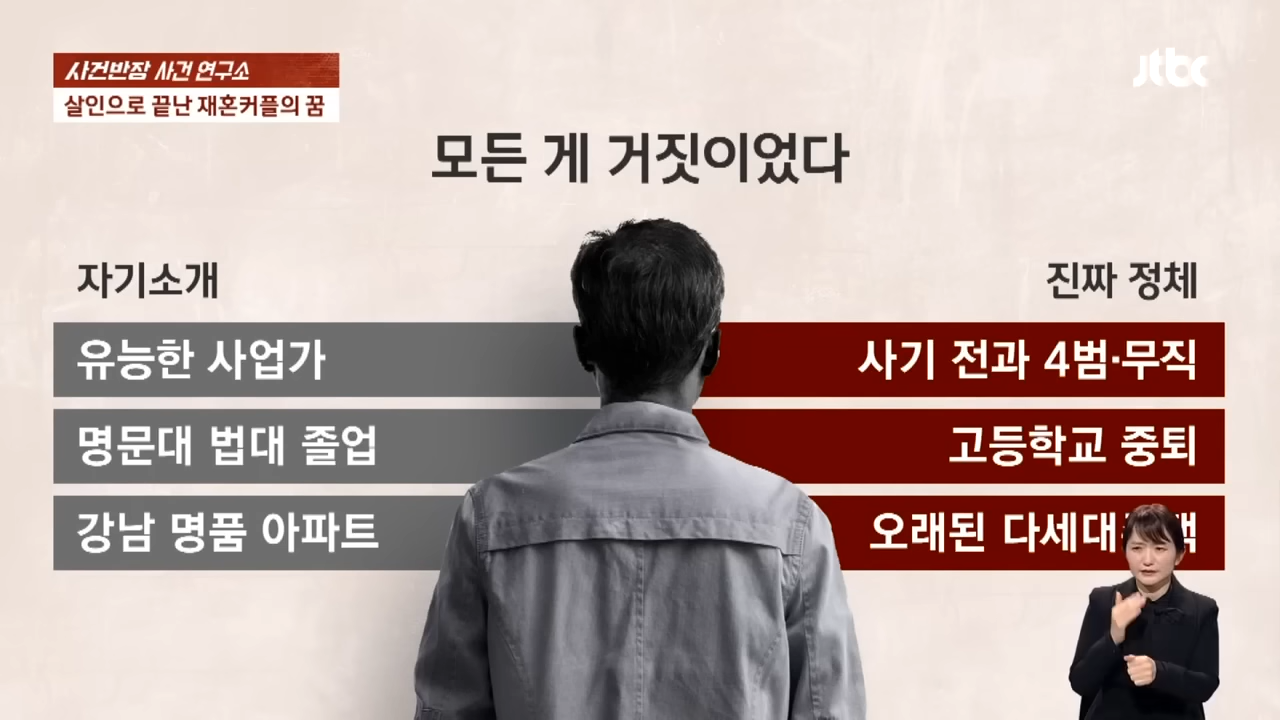 사건반장 사건 연구소
살인으로 끝난 재혼커플의 꿈
jtbc
모든 게 거짓이었다
자기소개
진짜 정체
유능한 사업가
사기 전과 4범·무직
명문대 법대 졸업
고등학교 중퇴
강남 명품 아파트
오래된